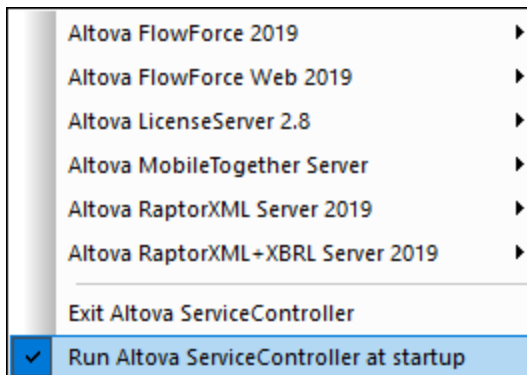 Altova FlowForce 2019
Altova FlowForce Web 2019
Altova LicenseServer 2.8
Altova MobileTogether Server
Altova RaptorXML Server 2019
Altova RaptorXML+XBRL Server 2019
Exit Altova ServiceController
Run Altova ServiceController at startup